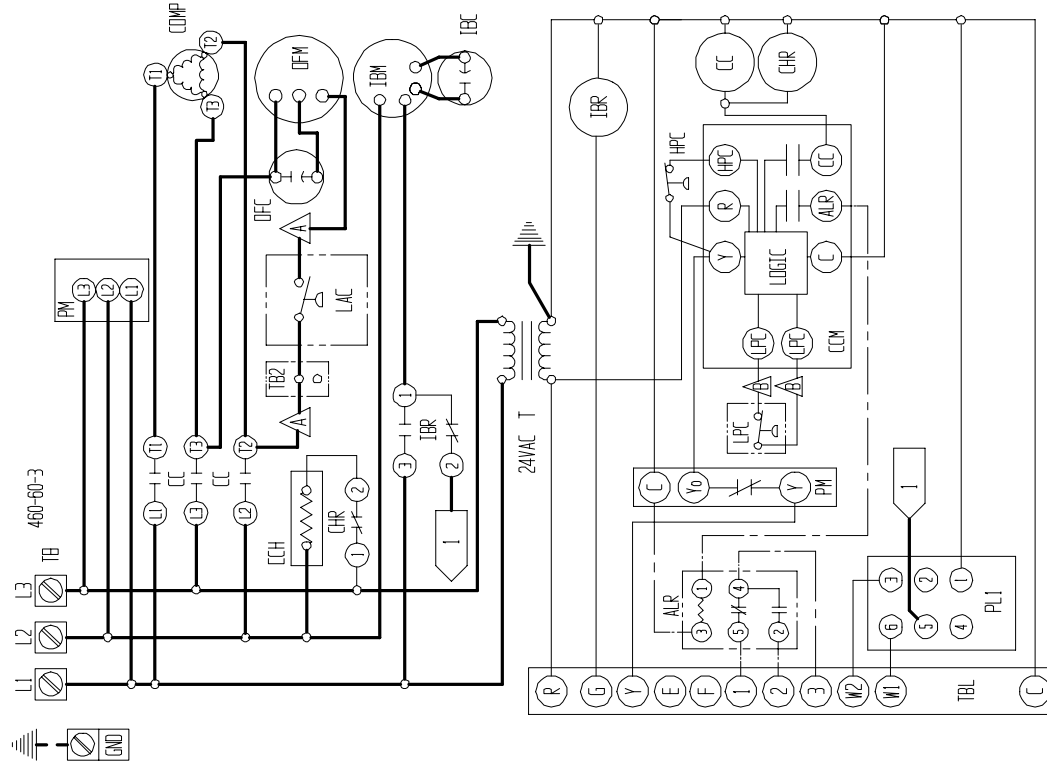 GND
L1
L2
L3
TB
460-60-3
PM
L3
L2
L1
L1
CC
T1
L3
CC
T3
L2
T2
COMP
T1
T2
T3
CCH
CHR
1
2
A
TB2
LAC
A
OFC
OFM
IBM
IBC
3
IBR
1
2
1
24VAC T
TBL
R
G
Y
E
F
1
2
3
W2
W1
C
ALR
3
1
5
4
2
PL1
6
3
5
2
4
1
1
PM
C
Yo
Y
LPC
B
B
CCM
LPC
LPC
LOGIC
Y
R
HPC
C
ALR
CC
HPC
IBR
CC
CHR